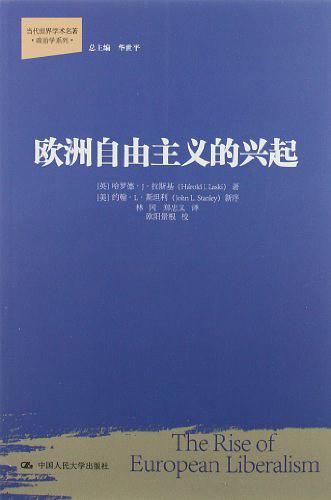 当代世界学术名著
·政治学系列·
总主编 华世平
欧洲自由主义的兴起
[英] 哈罗德·J·拉斯基 (Harold J. Laski) 著
[美] 约翰·L·斯坦利 (John L. Stanley) 新序
林冈 郑忠义 译
欧阳景根 校
The Rise of
European Liberalism
中国人民大学出版社